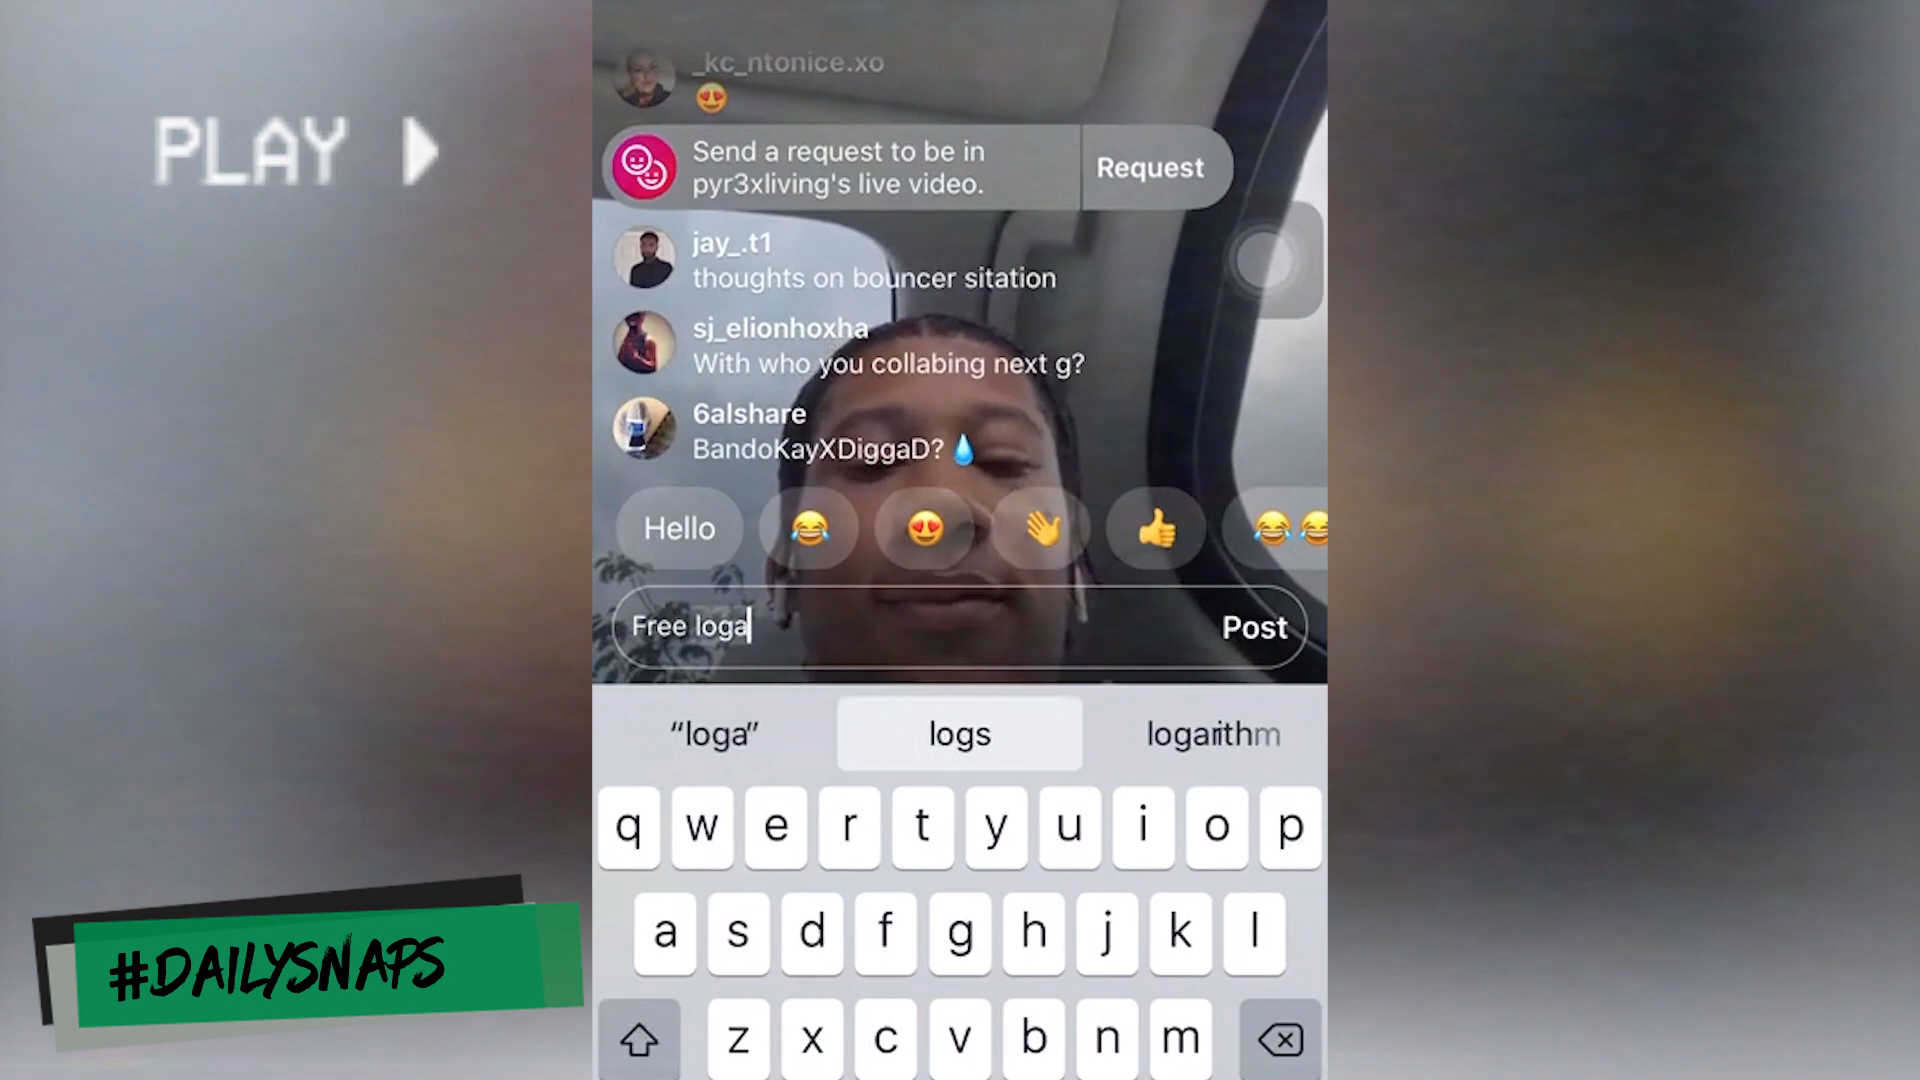 PLAY
_kc_ntonice.xo
😍
Send a request to be in
pyr3xliving's live video.
Request
jay_.t1
thoughts on bouncer sitation
sj_elionhoxha
With who you collabing next g?
6alshare
BandoKayXDiggaD?💧
Hello 😂 😍 👋 👍 😂😂
Free loga
Post
“loga” logs logarithm
q w e r t y u i o p
a s d f g h j k l
z x c v b n m
#DAILYSNAPS